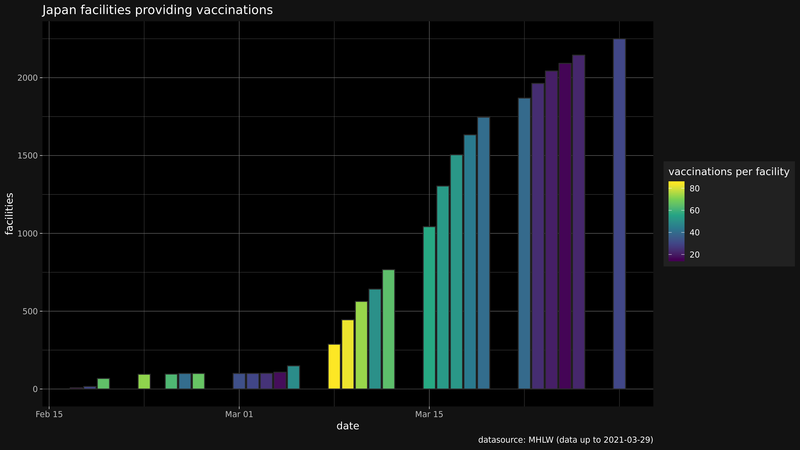 Japan facilities providing vaccinations
2000
1500
1000
500
0
facilities
Feb 15
Mar 01
Mar 15
date
vaccinations per facility
80
60
40
20
datasource: MHLW (data up to 2021-03-29)